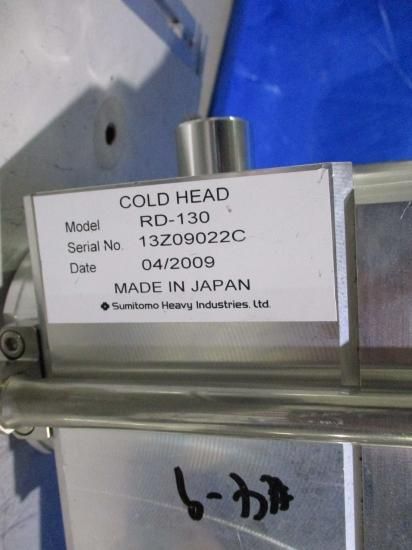 COLD HEAD
Model RD-130
Serial No. 13Z09022C
Date 04/2009
MADE IN JAPAN
Sumitomo Heavy Industries. Ltd.